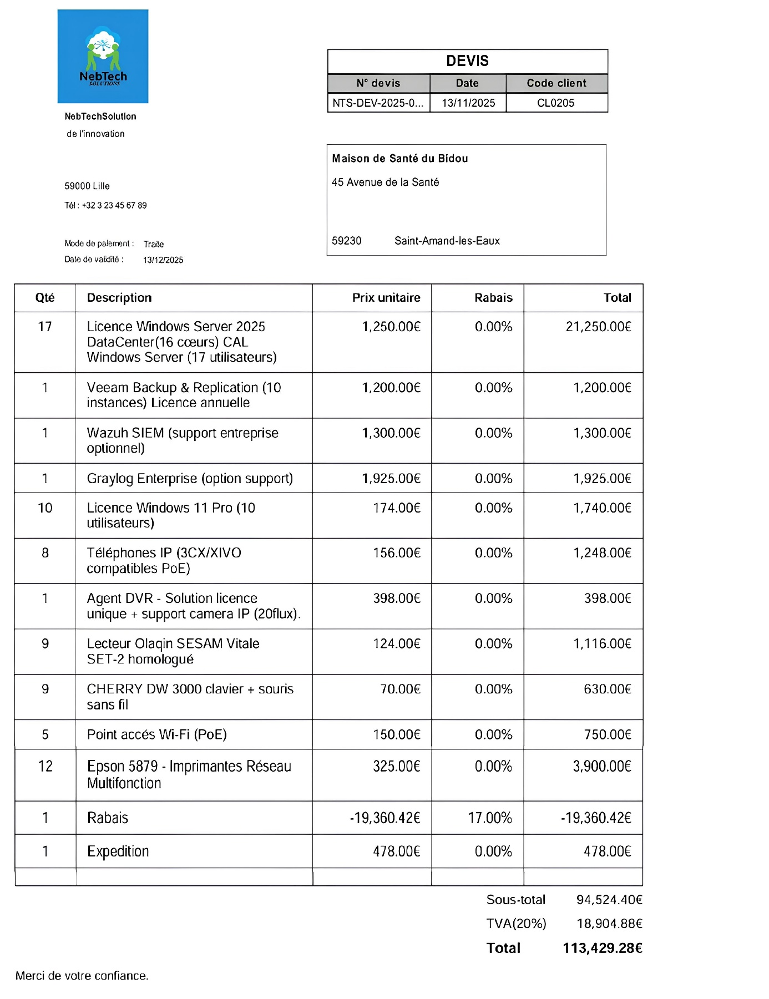 NebTech
SOLUTIONS
NebTechSolution
de l'innovation
59000 Lille
Tél : +32 3 23 45 67 89
Mode de paiement : Traite
Date de validité : 13/12/2025
DEVIS
N° devis Date Code client
NTS-DEV-2025-0... 13/11/2025 CL0205
Maison de Santé du Bidou
45 Avenue de la Santé
59230 Saint-Amand-les-Eaux
Qté Description Prix unitaire Rabais Total
17 Licence Windows Server 2025 1,250.00€ 0.00% 21,250.00€
DataCenter(16 cœurs) CAL
Windows Server (17 utilisateurs)
1 Veeam Backup & Replication (10 1,200.00€ 0.00% 1,200.00€
instances) Licence annuelle
1 Wazuh SIEM (support entreprise 1,300.00€ 0.00% 1,300.00€
optionnel)
1 Graylog Enterprise (option support) 1,925.00€ 0.00% 1,925.00€
10 Licence Windows 11 Pro (10 174.00€ 0.00% 1,740.00€
utilisateurs)
8 Téléphones IP (3CX/XIVO 156.00€ 0.00% 1,248.00€
compatibles PoE)
1 Agent DVR - Solution licence 398.00€ 0.00% 398.00€
unique + support camera IP (20flux).
9 Lecteur Olaqin SESAM Vitale 124.00€ 0.00% 1,116.00€
SET-2 homologué
9 CHERRY DW 3000 clavier + souris 70.00€ 0.00% 630.00€
sans fil
5 Point accés Wi-Fi (PoE) 150.00€ 0.00% 750.00€
12 Epson 5879 - Imprimantes Réseau 325.00€ 0.00% 3,900.00€
Multifonction
1 Rabais -19,360.42€ 17.00% -19,360.42€
1 Expedition 478.00€ 0.00% 478.00€
Sous-total 94,524.40€
TVA(20%) 18,904.88€
Total 113,429.28€
Merci de votre confiance.